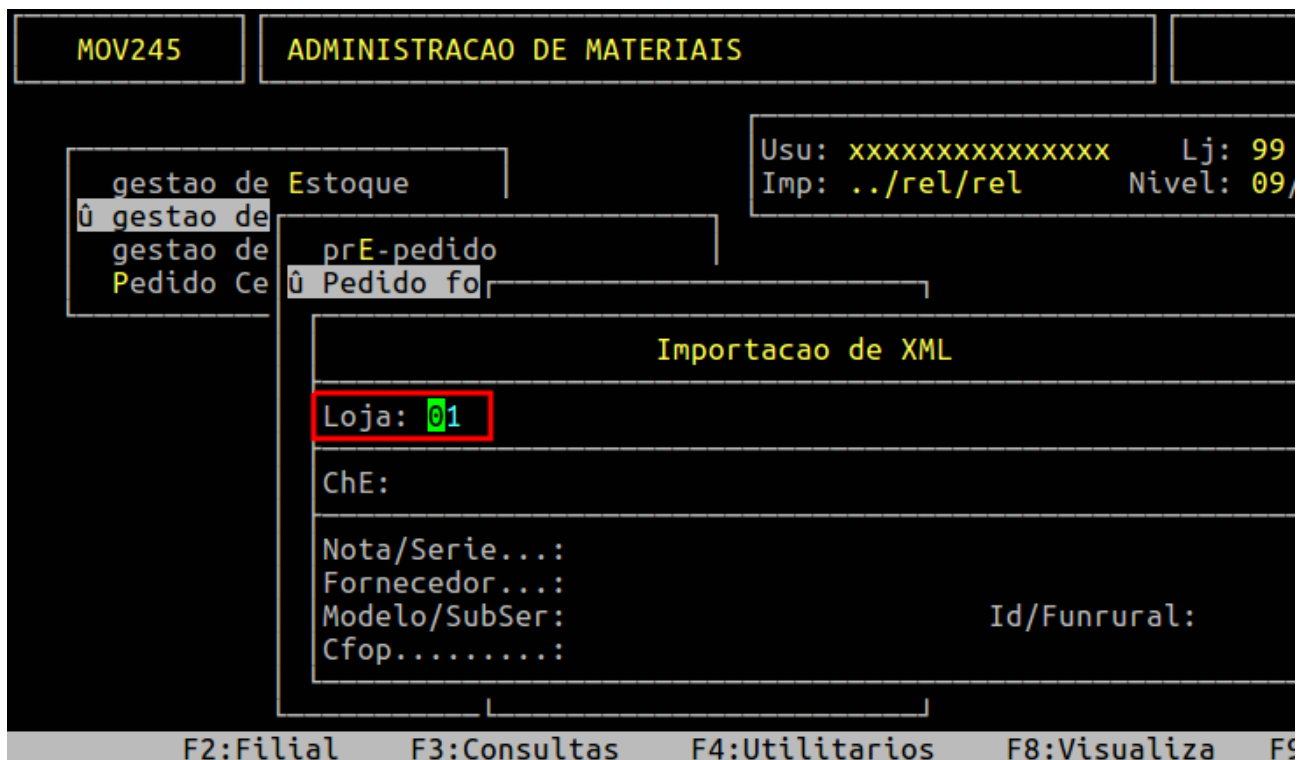 MOV245 ADMINISTRACAO DE MATERIAIS
Usu: xxxxxxxxxxxxxxx Lj: 99
Imp: ../rel/rel Nivel: 09/
gestao de Estoque
û gestao de
gestao de
Pedido Ce
prE-pedido
û Pedido fo
Importacao de XML
Loja: 01
ChE:
Nota/Serie...:
Fornecedor...:
Modelo/SubSer: Id/Funrural:
Cfop.........:
F2:Filial F3:Consultas F4:Utilitarios F8:Visualiza F9